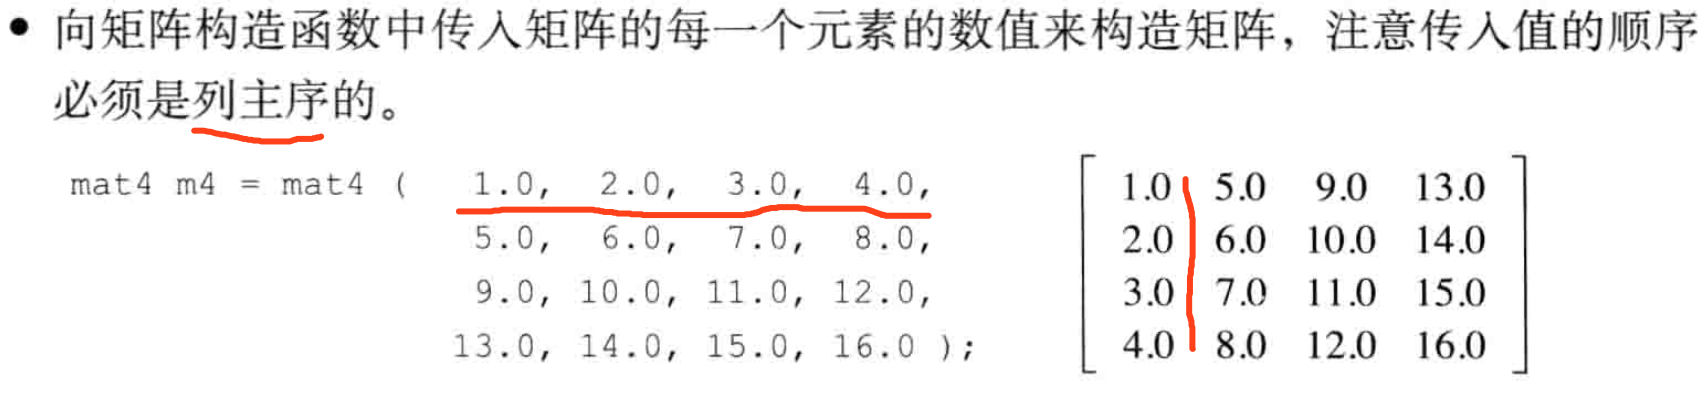 ● 向矩阵构造函数中传入矩阵的每一个元素的数值来构造矩阵，注意传入值的顺序
必须是列主序的。
mat4 m4 = mat4 ( 1.0, 2.0, 3.0, 4.0,
5.0, 6.0, 7.0, 8.0,
9.0, 10.0, 11.0, 12.0,
13.0, 14.0, 15.0, 16.0 );
1.0 5.0 9.0 13.0
2.0 6.0 10.0 14.0
3.0 7.0 11.0 15.0
4.0 8.0 12.0 16.0